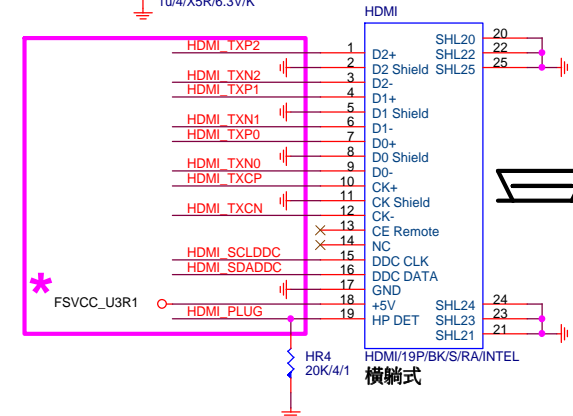 1u/4/X5R/6.3V/K
HDMI
HDMI_TXP2 1 D2+ SHL20 20
2 D2 Shield SHL22 22
HDMI_TXN2 3 D2- SHL25 25
HDMI_TXP1 4 D1+
5 D1 Shield
HDMI_TXN1 6 D1-
HDMI_TXP0 7 D0+
8 D0 Shield
HDMI_TXN0 9 D0-
HDMI_TXCP 10 CK+
11 CK Shield
HDMI_TXCN 12 CK-
13 CE Remote
14 NC
HDMI_SCLDDC 15 DDC CLK
HDMI_SDADDC 16 DDC DATA
17 GND
* FSVCC_U3R1 18 +5V SHL24 24
HDMI_PLUG 19 HP DET SHL23 23
SHL21 21
HR4 HDMI/19P/BK/S/RA/INTEL
20K/4/1 橫躺式